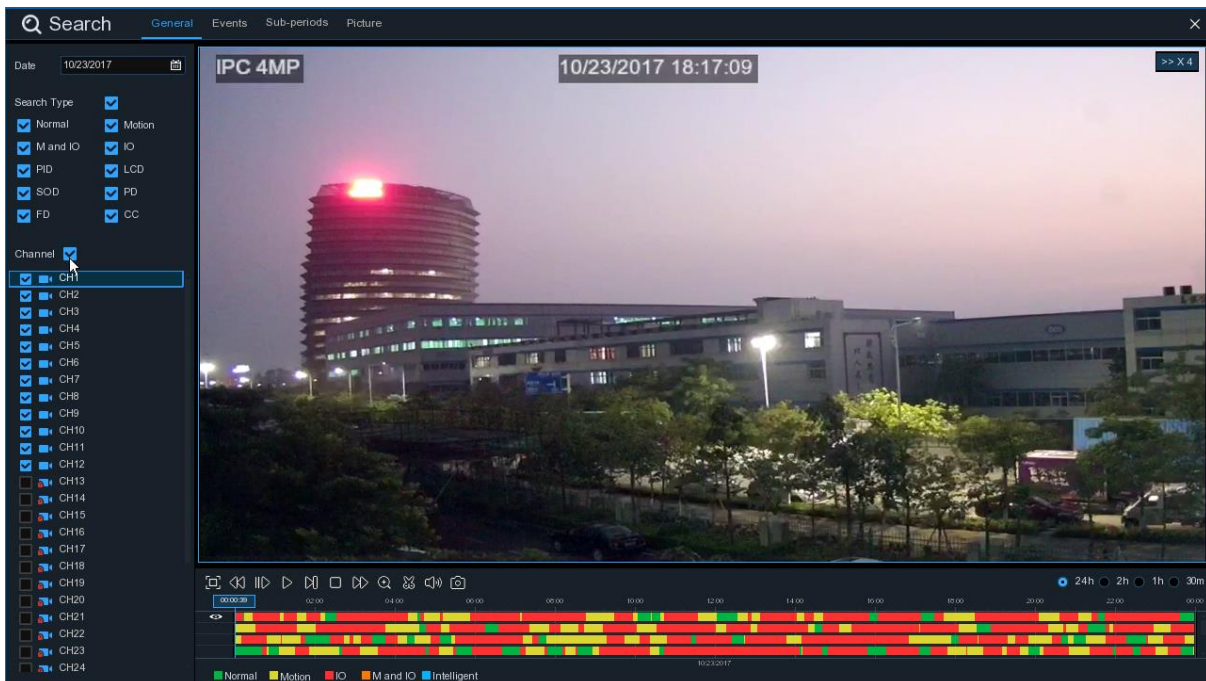 Search General Events Sub-periods Picture
Date 10/23/2017
Search Type
Normal Motion
M and IO IO
PID LCD
SOD PD
FD CC
Channel
CH1
CH2
CH3
CH4
CH5
CH6
CH7
CH8
CH9
CH10
CH11
CH12
CH13
CH14
CH15
CH16
CH17
CH18
CH19
CH20
CH21
CH22
CH23
CH24
IPC 4MP 10/23/2017 18:17:09 >> X 4
24h 2h 1h 30m
00:00:39 02:00 04:00 06:00 08:00 10:00 12:00 14:00 16:00 18:00 20:00 22:00 00:00
10/23/2017
Normal Motion IO M and IO Intelligent